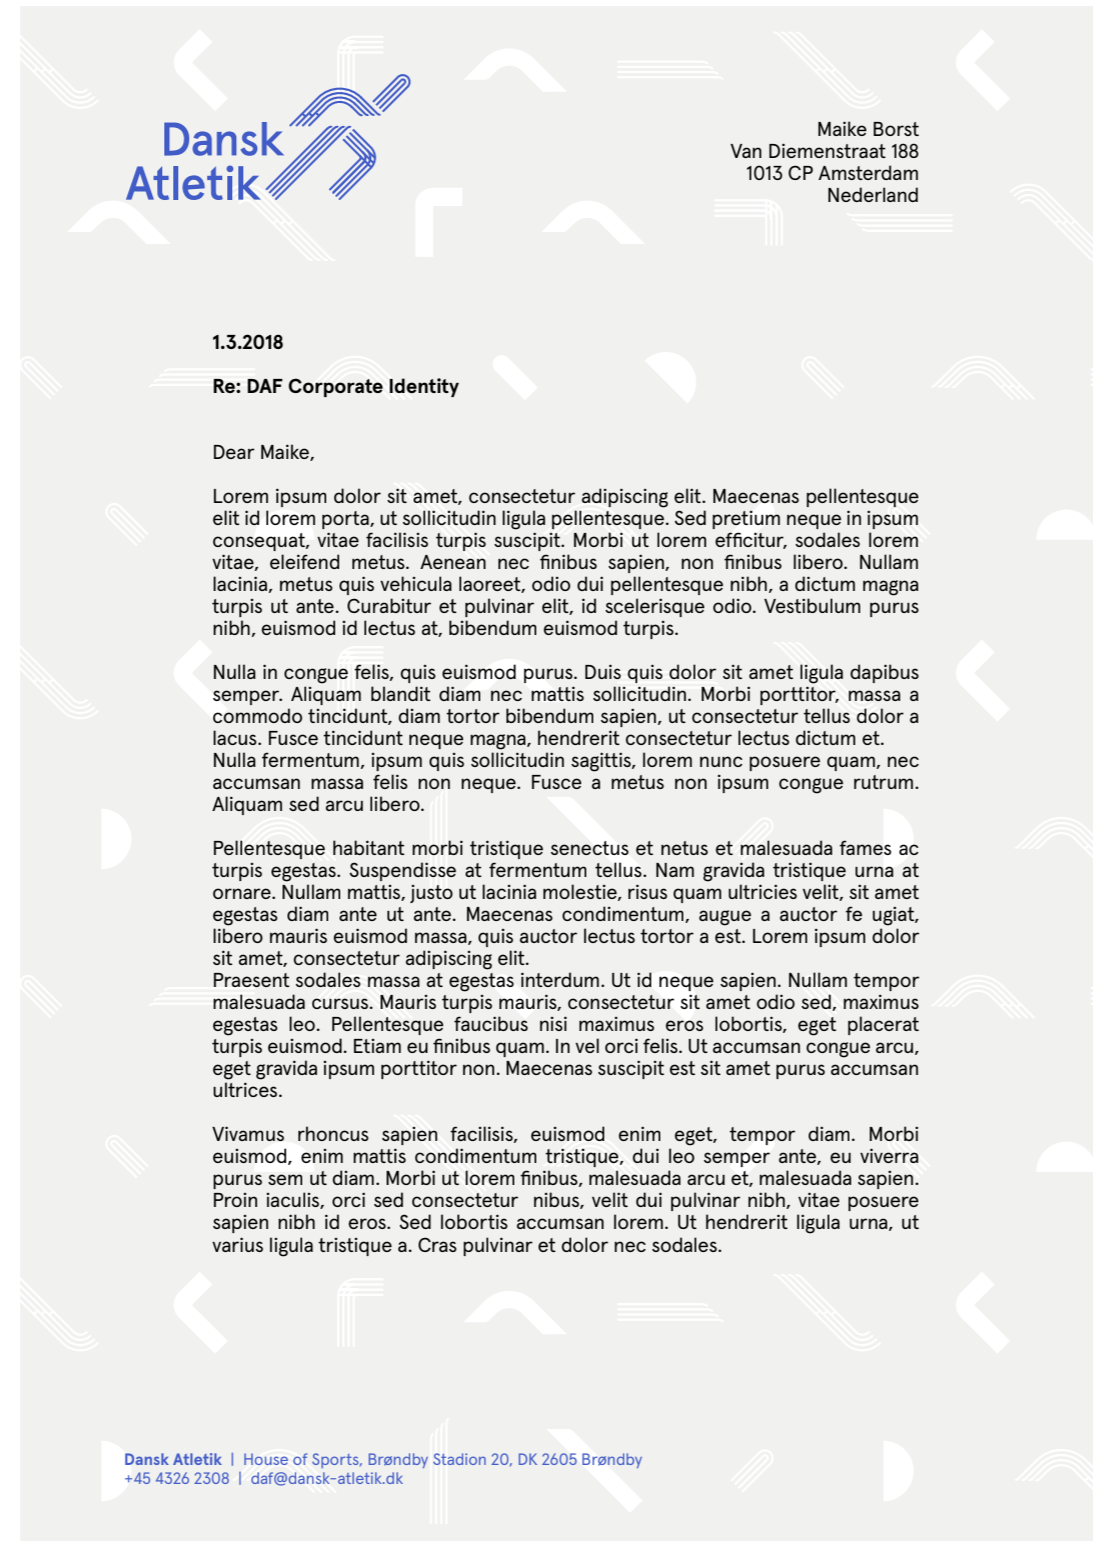 Dansk
Atletik
Maike Borst
Van Diemenstraat 188
1013 CP Amsterdam
Nederland
1.3.2018
Re: DAF Corporate Identity
Dear Maike,
Lorem ipsum dolor sit amet, consectetur adipiscing elit. Maecenas pellentesque
elit id lorem porta, ut sollicitudin ligula pellentesque. Sed pretium neque in ipsum
consequat, vitae facilisis turpis suscipit. Morbi ut lorem efficitur, sodales lorem
vitae, eleifend metus. Aenean nec finibus sapien, non finibus libero. Nullam
lacinia, metus quis vehicula laoreet, odio dui pellentesque nibh, a dictum magna
turpis ut ante. Curabitur et pulvinar elit, id scelerisque odio. Vestibulum purus
nibh, euismod id lectus at, bibendum euismod turpis.
Nulla in congue felis, quis euismod purus. Duis quis dolor sit amet ligula dapibus
semper. Aliquam blandit diam nec mattis sollicitudin. Morbi porttitor, massa a
commodo tincidunt, diam tortor bibendum sapien, ut consectetur tellus dolor a
lacus. Fusce tincidunt neque magna, hendrerit consectetur lectus dictum et.
Nulla fermentum, ipsum quis sollicitudin sagittis, lorem nunc posuere quam, nec
accumsan massa felis non neque. Fusce a metus non ipsum congue rutrum.
Aliquam sed arcu libero.
Pellentesque habitant morbi tristique senectus et netus et malesuada fames ac
turpis egestas. Suspendisse at fermentum tellus. Nam gravida tristique urna at
ornare. Nullam mattis, justo ut lacinia molestie, risus quam ultricies velit, sit amet
egestas diam ante ut ante. Maecenas condimentum, augue a auctor fe ugiat,
libero mauris euismod massa, quis auctor lectus tortor a est. Lorem ipsum dolor
sit amet, consectetur adipiscing elit.
Praesent sodales massa at egestas interdum. Ut id neque sapien. Nullam tempor
malesuada cursus. Mauris turpis mauris, consectetur sit amet odio sed, maximus
egestas leo. Pellentesque faucibus nisi maximus eros lobortis, eget placerat
turpis euismod. Etiam eu finibus quam. In vel orci felis. Ut accumsan congue arcu,
eget gravida ipsum porttitor non. Maecenas suscipit est sit amet purus accumsan
ultrices.
Vivamus rhoncus sapien facilisis, euismod enim eget, tempor diam. Morbi
euismod, enim mattis condimentum tristique, dui leo semper ante, eu viverra
purus sem ut diam. Morbi ut lorem finibus, malesuada arcu et, malesuada sapien.
Proin iaculis, orci sed consectetur nibus, velit dui pulvinar nibh, vitae posuere
sapien nibh id eros. Sed lobortis accumsan lorem. Ut hendrerit ligula urna, ut
varius ligula tristique a. Cras pulvinar et dolor nec sodales.
Dansk Atletik | House of Sports, Brøndby Stadion 20, DK 2605 Brøndby
+45 4326 2308 | daf@dansk-atletik.dk